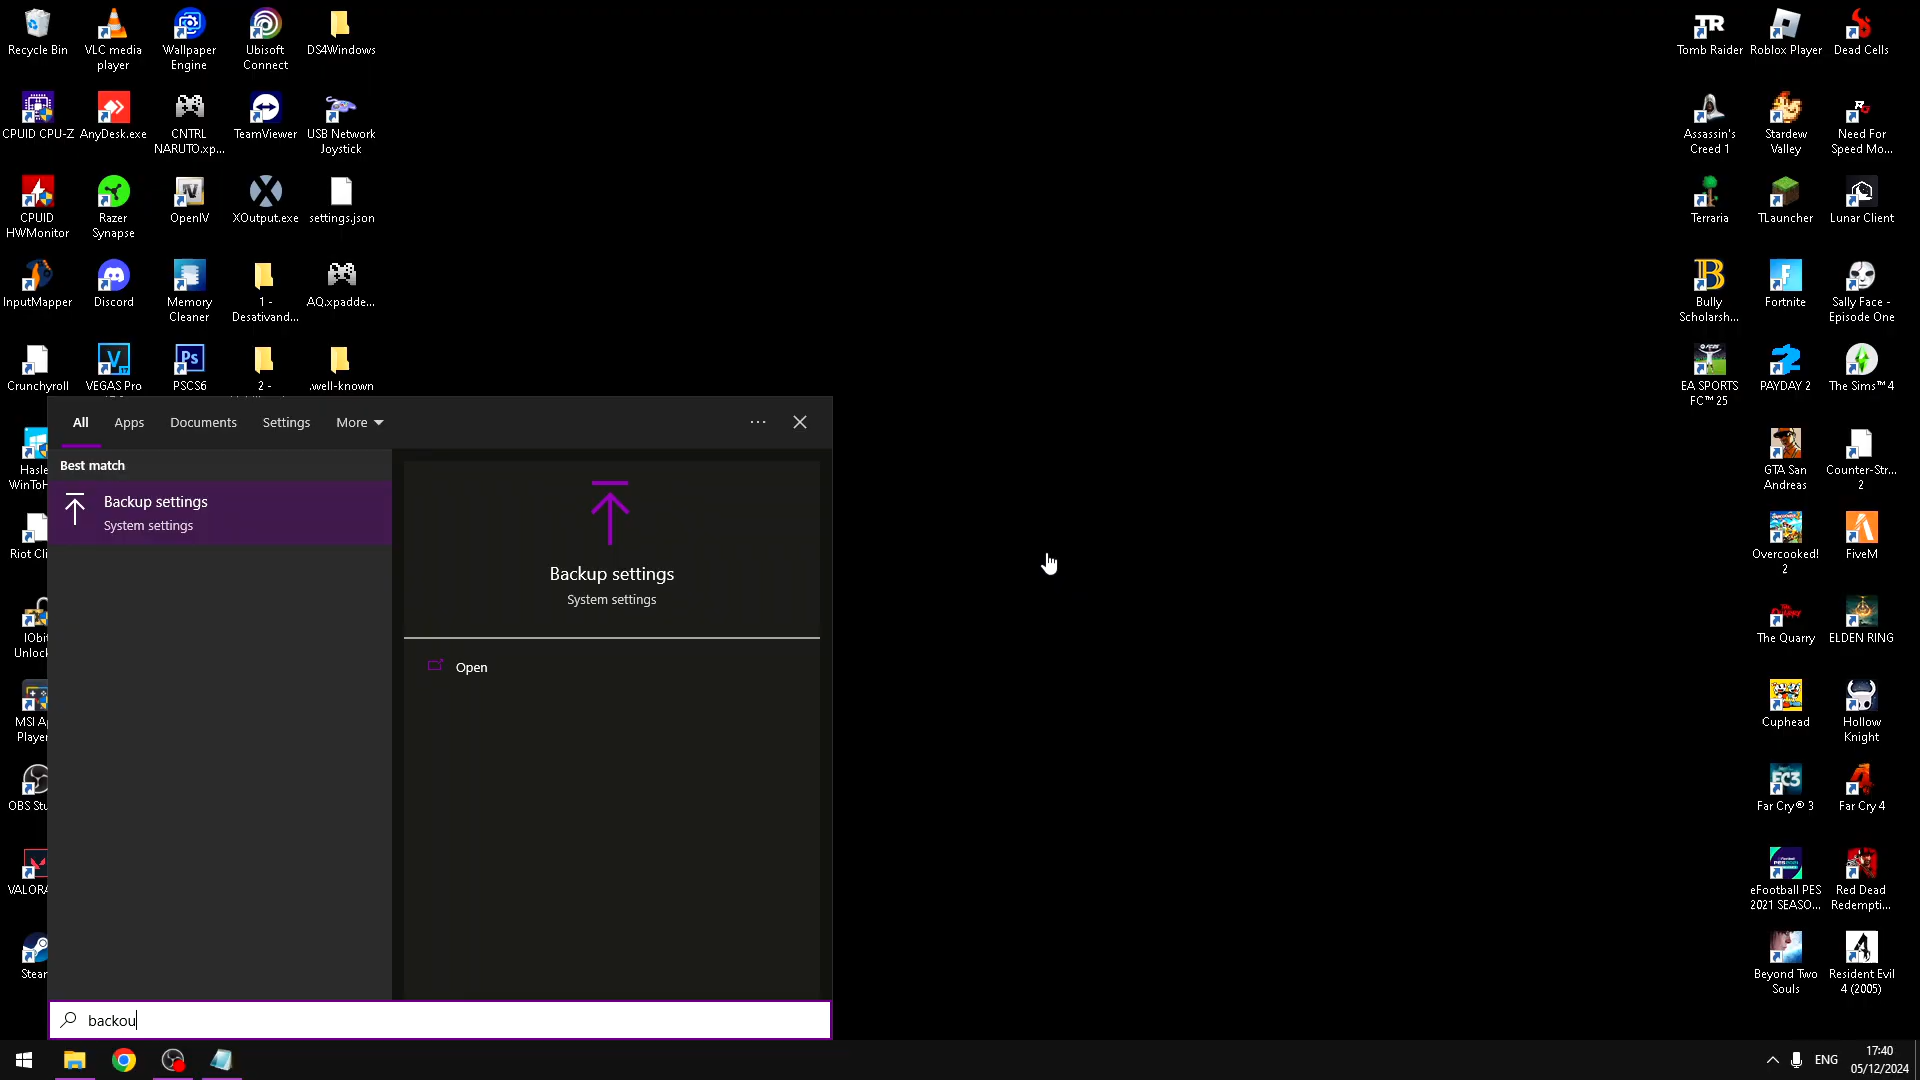 Recycle Bin
VLC media
player
Wallpaper
Engine
Ubisoft
Connect
DS4Windows
CPUID CPU-Z
AnyDesk.exe
CNTRL
NARUTO.xp...
TeamViewer
USB Network
Joystick
CPUID
HWMonitor
Razer
Synapse
OpenIV
XOutput.exe
settings.json
InputMapper
Discord
Memory
Cleaner
1 -
Desativand...
AQ.xpadde...
Crunchyroll
VEGAS Pro
PSCS6
2 -
.well-known
Hasle
WinToH
Riot Cli
IObit
Unlock
MSI Ap
Player
OBS Stu
VALORA
Stear
Tomb Raider
Roblox Player
Dead Cells
Assassin's
Creed 1
Stardew
Valley
Need For
Speed Mo...
Terraria
TLauncher
Lunar Client
Bully
Scholarsh...
Fortnite
Sally Face -
Episode One
EA SPORTS
FC™ 25
PAYDAY 2
The Sims™ 4
GTA San
Andreas
Counter-Str...
2
Overcooked!
2
FiveM
The Quarry
ELDEN RING
Cuphead
Hollow
Knight
Far Cry® 3
Far Cry 4
eFootball PES
2021 SEASO...
Red Dead
Redempti...
Beyond Two
Souls
Resident Evil
4 (2005)
All
Apps
Documents
Settings
More
Best match
Backup settings
System settings
Backup settings
System settings
Open
backou
ENG
17:40
05/12/2024